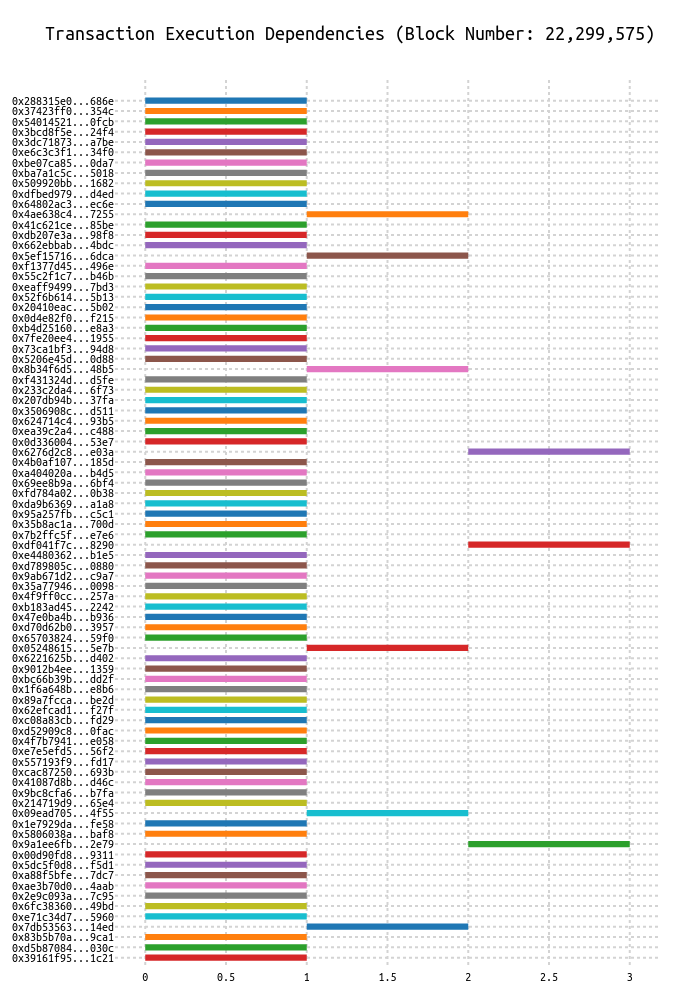 Transaction Execution Dependencies (Block Number: 22,299,575)
0x288315e0...686e
0x37423ff0...354c
0x54014521...0fcb
0x3bcd8f5e...24f4
0x3dc71873...a7be
0xe6c3c3f1...34f0
0xbe07ca85...0da7
0xba7a1c5c...5018
0x509920bb...1682
0xdfbed979...d4ed
0x64802ac3...ec6e
0x4ae638c4...7255
0x41c621ce...85be
0xdb207e3a...98f8
0x662ebbab...4bdc
0x5ef15716...6dca
0xf1377d45...496e
0x55c2f1c7...b46b
0xeaff9499...7bd3
0x52f6b614...5b13
0x20410eac...5b02
0x0d4e82f0...f215
0xb4d25160...e8a3
0x7fe20ee4...1955
0x73ca1bf3...94d8
0x5206e45d...0d88
0x8b34f6d5...48b5
0xf431324d...d5fe
0x233c2da4...6f73
0x207db94b...37fa
0x3506908c...d511
0x624714c4...93b5
0xea39c2a4...c488
0x0d336004...53e7
0x6276d2c8...e03a
0x4b0af107...185d
0xa404020a...b4d5
0x69ee8b9a...6bf4
0xfd784a02...0b38
0xda9b6369...a1a8
0x95a257fb...c5c1
0x35b8ac1a...700d
0x7b2ffc5f...e7e6
0xdf041f7c...8290
0xe4480362...b1e5
0xd789805c...0880
0x9ab671d2...c9a7
0x35a77946...0098
0x4f9ff0cc...257a
0xb183ad45...2242
0x47e0ba4b...b936
0xd70d62b0...3957
0x65703824...59f0
0x05248615...5e7b
0x6221625b...d402
0x9012b4ee...1359
0xbc66b39b...dd2f
0x1f6a648b...e8b6
0x89a7fcca...be2d
0x62efcad1...f27f
0xc08a83cb...fd29
0xd52909c8...0fac
0x4f7b7941...e058
0xe7e5efd5...56f2
0x557193f9...fd17
0xcac87250...693b
0x41087d8b...d46c
0x9bc8cfa6...b7fa
0x214719d9...65e4
0x09ead705...4f55
0x1e7929da...fe58
0x5806038a...baf8
0x9a1ee6fb...2e79
0x00d90fd8...9311
0x5dc5f0d8...f5d1
0xa88f5bfe...7dc7
0xae3b70d0...4aab
0x2e9c093a...7c95
0x6fc38360...49bd
0xe71c34d7...5960
0x7db53563...14ed
0x83b5b70a...9ca1
0xd5b87084...030c
0x39161f95...1c21
0 0.5 1 1.5 2 2.5 3